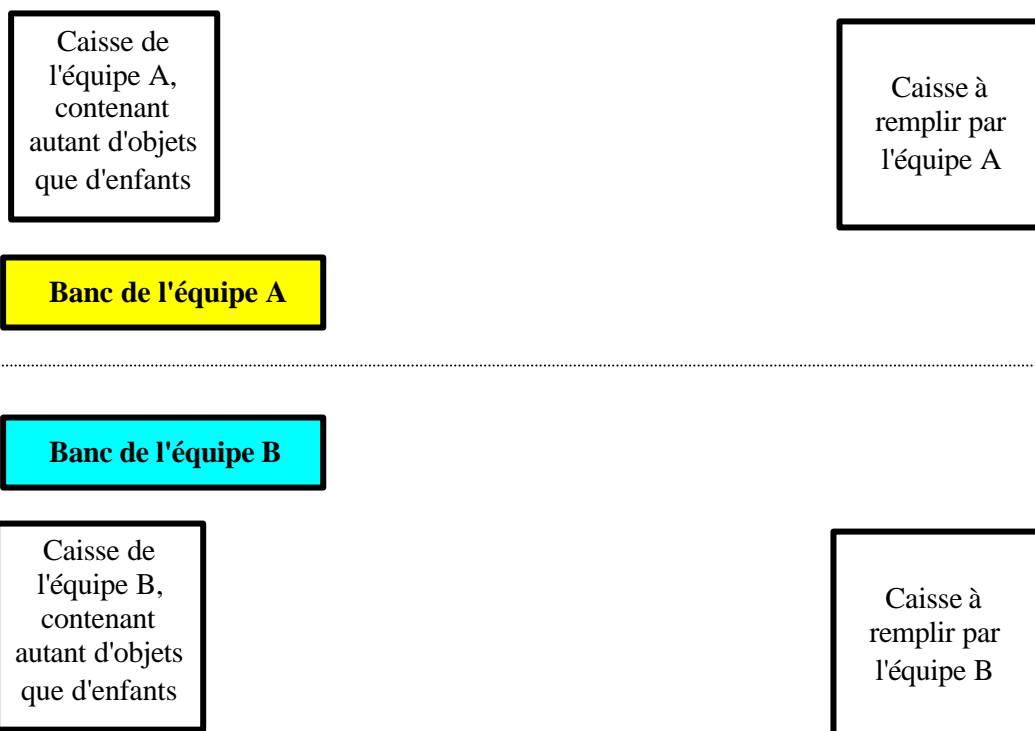 Caisse de
l'équipe A,
contenant
autant d'objets
que d'enfants
Caisse à
remplir par
l'équipe A
Banc de l'équipe A
Banc de l'équipe B
Caisse de
l'équipe B,
contenant
autant d'objets
que d'enfants
Caisse à
remplir par
l'équipe B